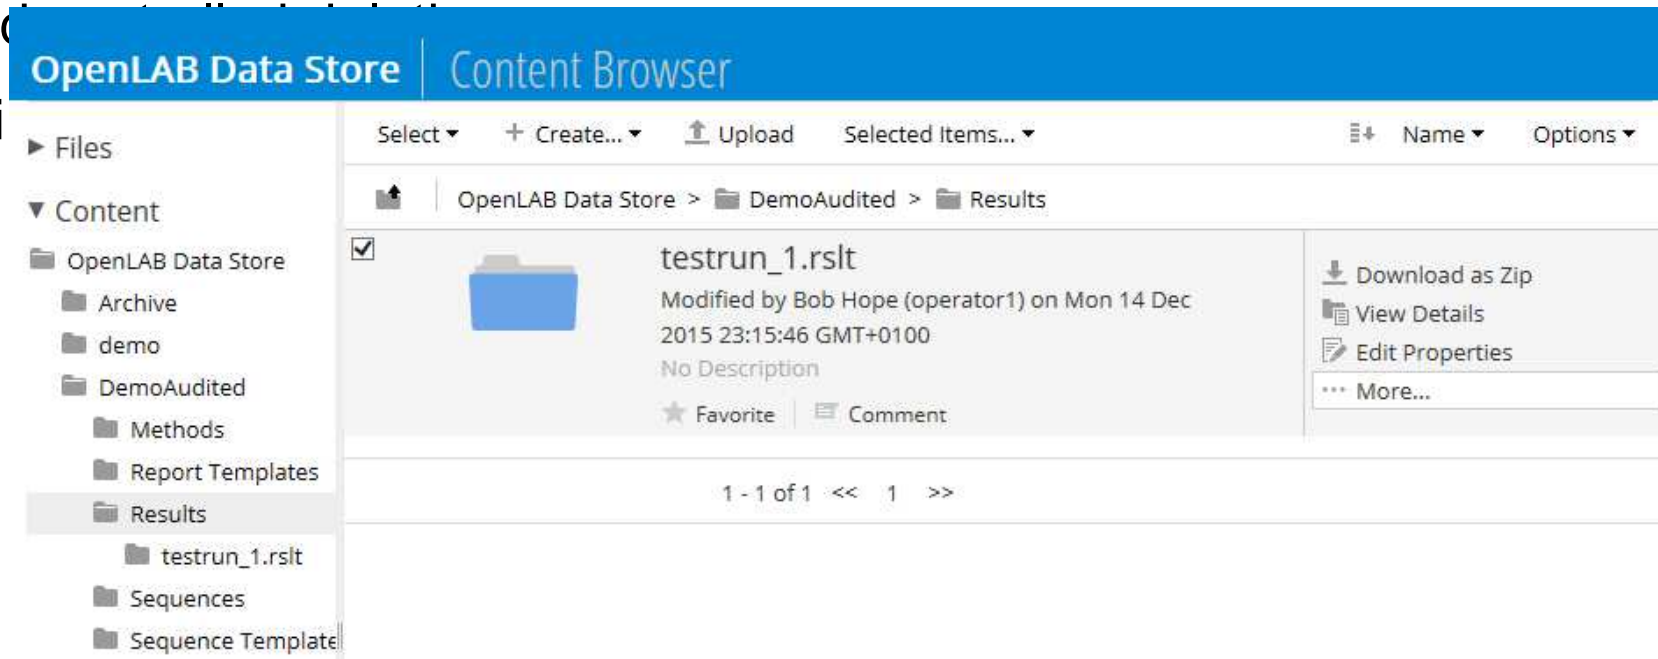 OpenLAB Data Store | Content Browser
Files
Content
OpenLAB Data Store
Archive
demo
DemoAudited
Methods
Report Templates
Results
testrun_1.rslt
Sequences
Sequence Template
Select
+ Create...
Upload
Selected Items...
Name
Options
OpenLAB Data Store > DemoAudited > Results
testrun_1.rslt
Modified by Bob Hope (operator1) on Mon 14 Dec
2015 23:15:46 GMT+0100
No Description
Favorite
Comment
Download as Zip
View Details
Edit Properties
... More...
1 - 1 of 1 << 1 >>